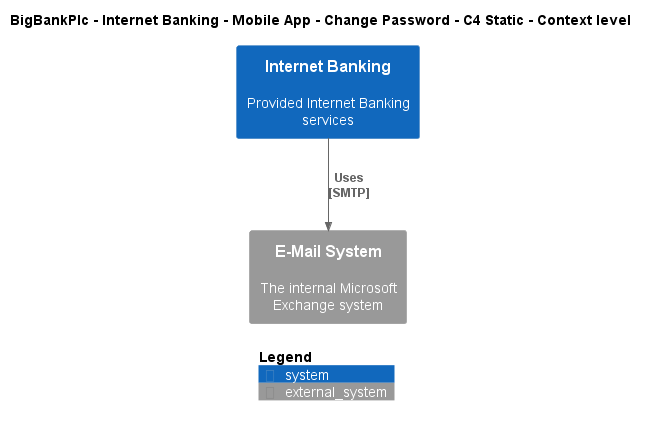 BigBankPlc - Internet Banking - Mobile App - Change Password - C4 Static - Context level
Internet Banking
Provided Internet Banking
services
Uses
[SMTP]
E-Mail System
The internal Microsoft
Exchange system
Legend
system
external_system